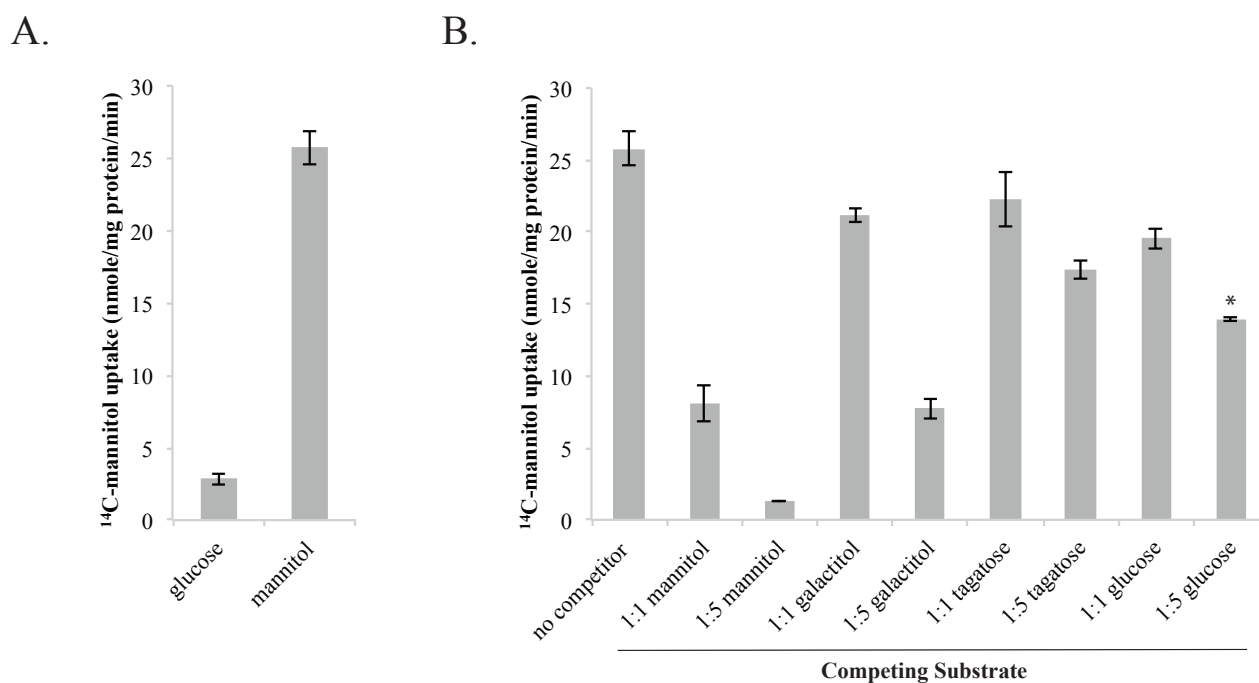 A.
¹⁴C-mannitol uptake (nmole/mg protein/min)
30
25
20
15
10
5
0
glucose
mannitol
B.
¹⁴C-mannitol uptake (nmole/mg protein/min)
30
25
20
15
10
5
0
*
no competitor
1:1 mannitol
1:5 mannitol
1:1 galactitol
1:5 galactitol
1:1 tagatose
1:5 tagatose
1:1 glucose
1:5 glucose
Competing Substrate